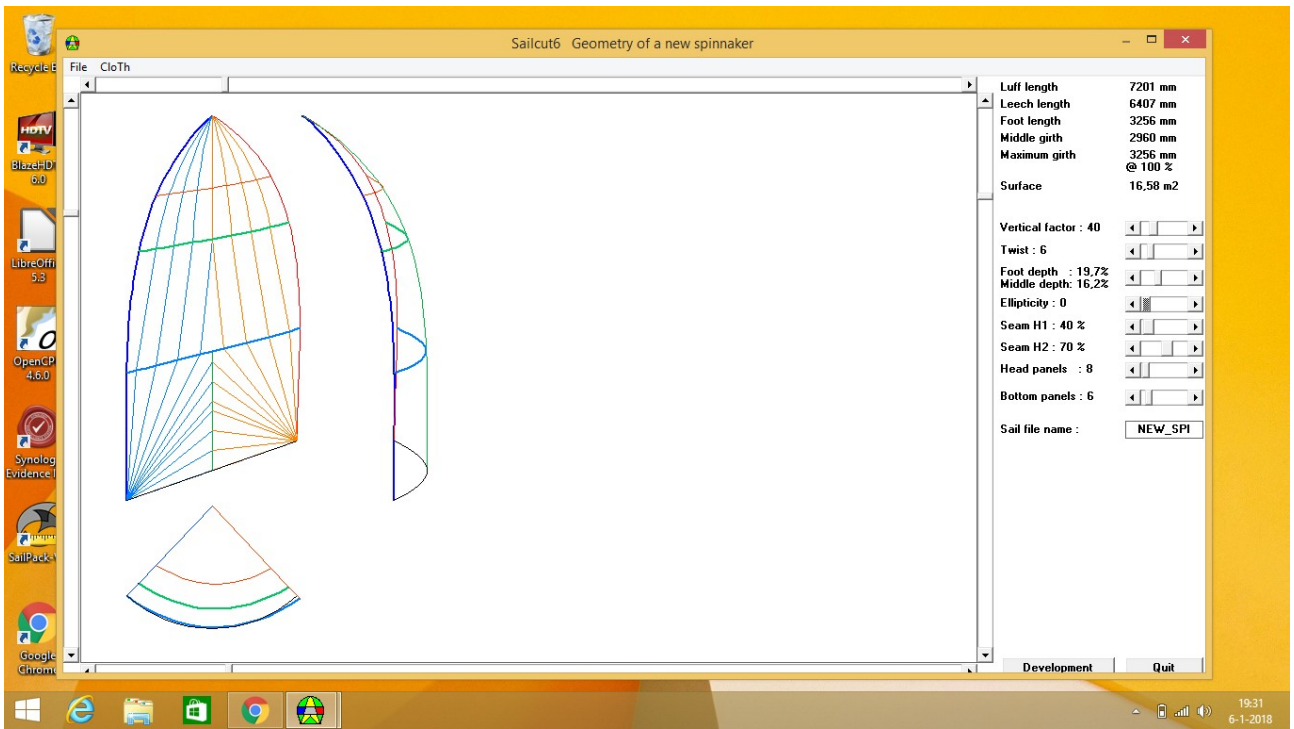 Sailcut6 Geometry of a new spinnaker
File CloTh
Recycle B
HDTV
BlazeHD
6.0
LibreOffi
5.3
OpenCP
4.6.0
Synolog
Evidence I
SailPack-
Google
Chrome
Luff length 7201 mm
Leech length 6407 mm
Foot length 3256 mm
Middle girth 2960 mm
Maximum girth 3256 mm
@ 100 %
Surface 16,58 m2
Vertical factor : 40
Twist : 6
Foot depth : 19,7%
Middle depth: 16,2%
Ellipticity : 0
Seam H1 : 40 %
Seam H2 : 70 %
Head panels : 8
Bottom panels : 6
Sail file name : NEW_SPI
Development Quit
19:31
6-1-2018